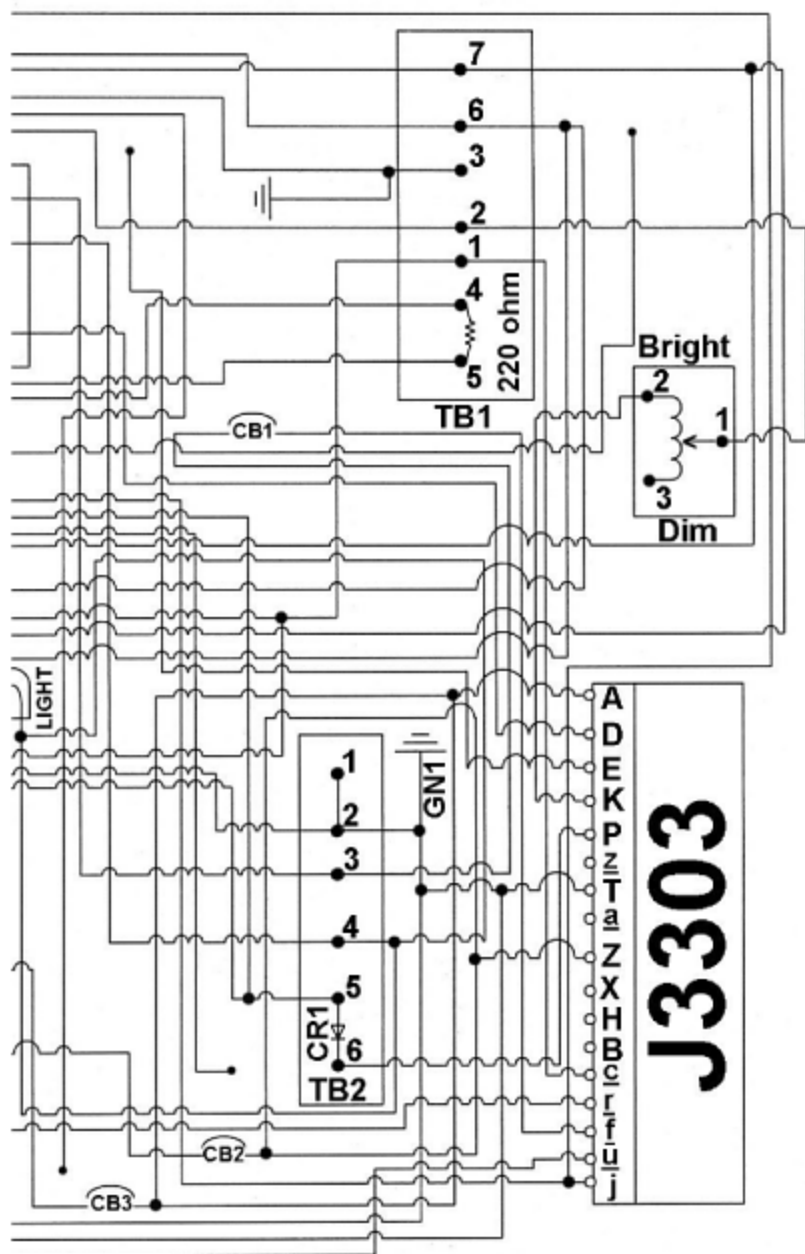 7
6
3
2
1
4
5
220 ohm
TB1
Bright
2
1
3
Dim
CB1
LIGHT
1
2
3
4
5
6
CR1
TB2
GN1
A
D
E
K
P
z
T
a
Z
X
H
B
c
r
f
u
j
J3303
CB2
CB3